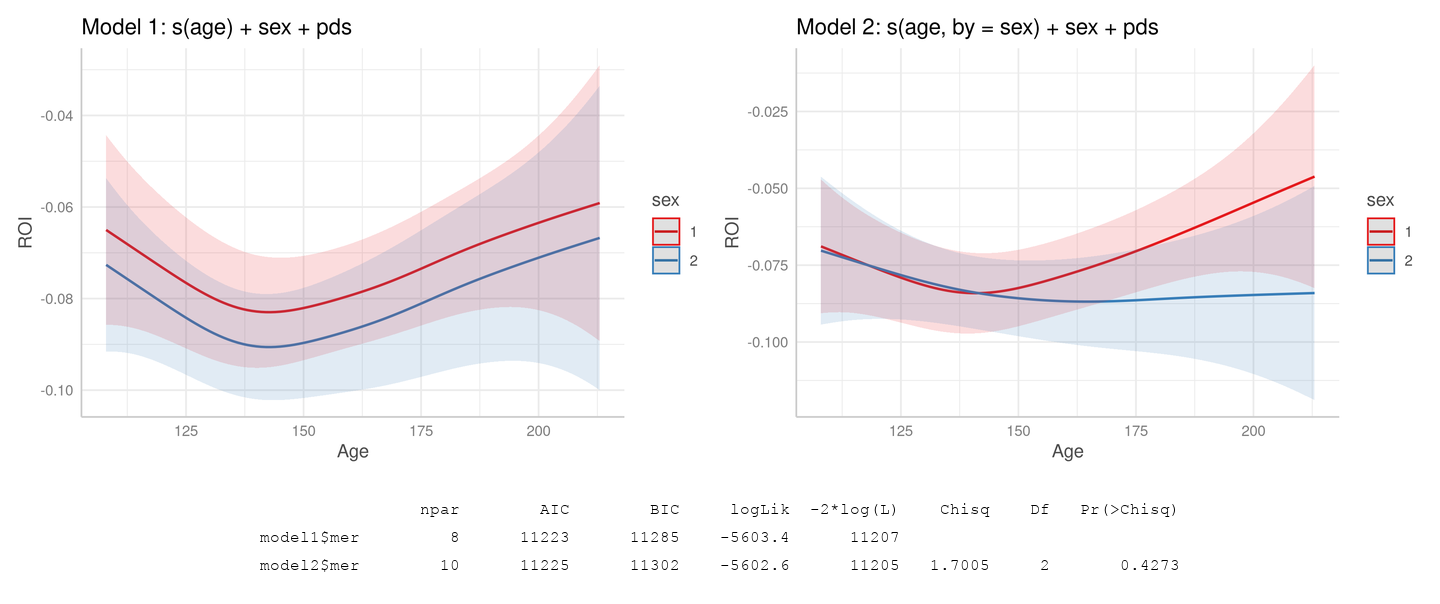 Model 1: s(age) + sex + pds
ROI
-0.04
-0.06
-0.08
-0.10
125 150 175 200
Age
sex
1
2
Model 2: s(age, by = sex) + sex + pds
ROI
-0.025
-0.050
-0.075
-0.100
125 150 175 200
Age
sex
1
2
npar AIC BIC logLik -2*log(L) Chisq Df Pr(>Chisq)
model1$mer 8 11223 11285 -5603.4 11207
model2$mer 10 11225 11302 -5602.6 11205 1.7005 2 0.4273